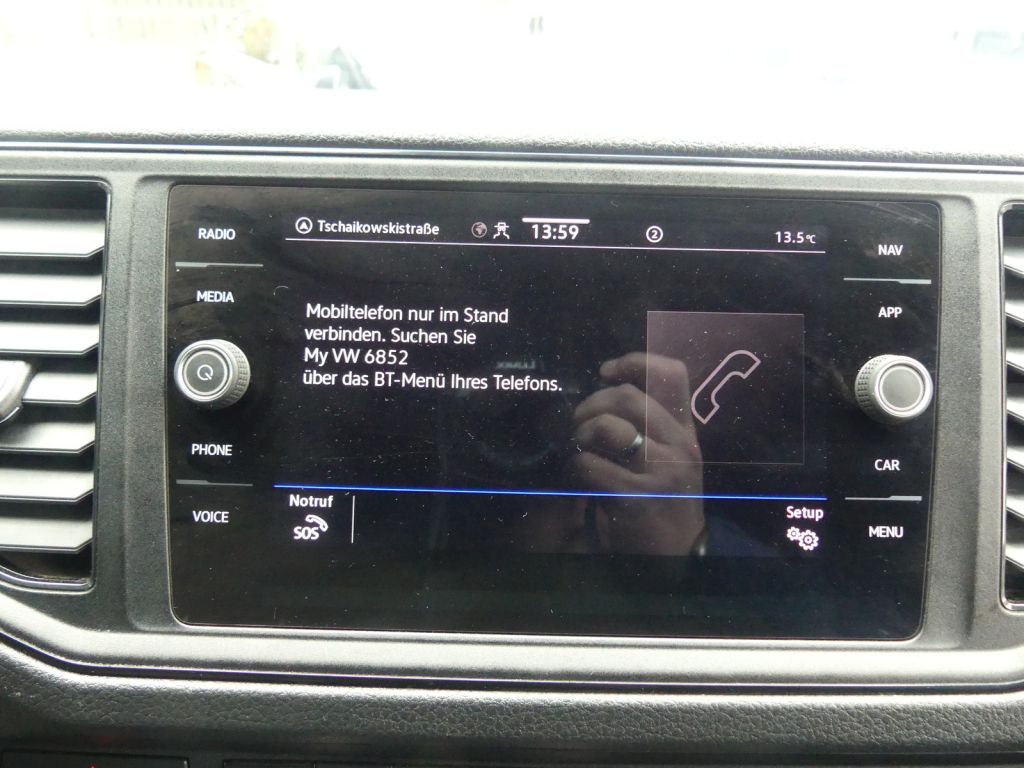 RADIO
MEDIA
PHONE
VOICE
Tschaikowskistraße
13:59
2
13.5°C
Mobiltelefon nur im Stand
verbinden. Suchen Sie
My VW 6852
über das BT-Menü Ihres Telefons.
Notruf
SOS
Setup
NAV
APP
CAR
MENU